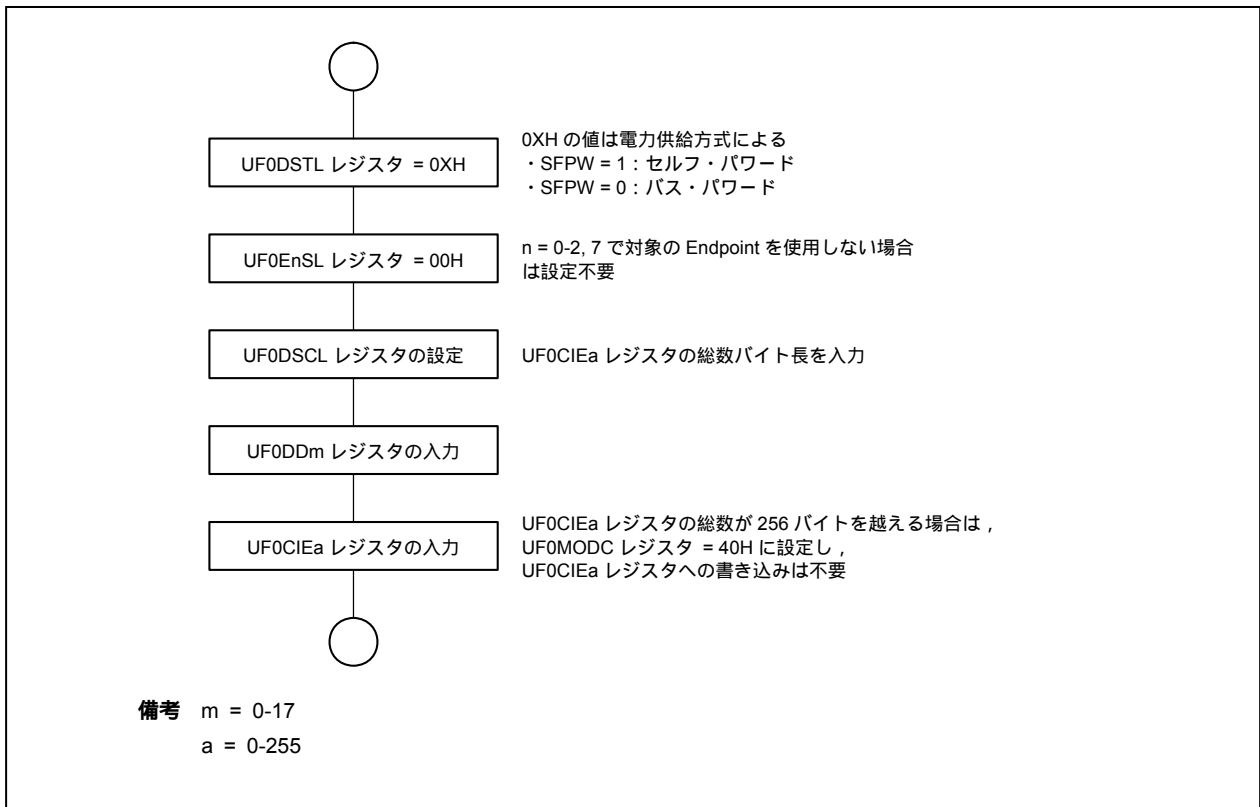 UF0DSTL レジスタ = 0XH
0XH の値は電力供給方式による
・SFPW = 1：セルフ・パワード
・SFPW = 0：バス・パワード
UF0EnSL レジスタ = 00H
n = 0-2, 7 で対象の Endpoint を使用しない場合
は設定不要
UF0DSCL レジスタの設定
UF0CIEa レジスタの総数バイト長を入力
UF0DDm レジスタの入力
UF0CIEa レジスタの入力
UF0CIEa レジスタの総数が 256 バイトを越える場合は，
UF0MODC レジスタ = 40H に設定し，
UF0CIEa レジスタへの書き込みは不要
備考 m = 0-17
a = 0-255